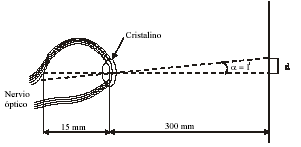 Cristalino
α = 1'
d
Nervio
óptico
15 mm
300 mm